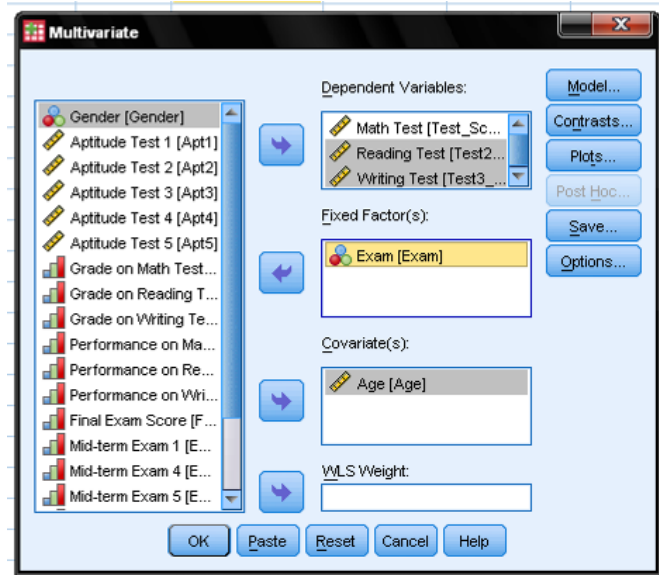 Multivariate
Gender [Gender]
Aptitude Test 1 [Apt1]
Aptitude Test 2 [Apt2]
Aptitude Test 3 [Apt3]
Aptitude Test 4 [Apt4]
Aptitude Test 5 [Apt5]
Grade on Math Test...
Grade on Reading T...
Grade on Writing Te...
Performance on Ma...
Performance on Re...
Performance on Wri...
Final Exam Score [F...
Mid-term Exam 1 [E...
Mid-term Exam 4 [E...
Mid-term Exam 5 [E...
Dependent Variables:
Math Test [Test_Sc...
Reading Test [Test2...
Writing Test [Test3_...
Fixed Factor(s):
Exam [Exam]
Covariate(s):
Age [Age]
WLS Weight:
Model...
Contrasts...
Plots...
Post Hoc...
Save...
Options...
OK Paste Reset Cancel Help